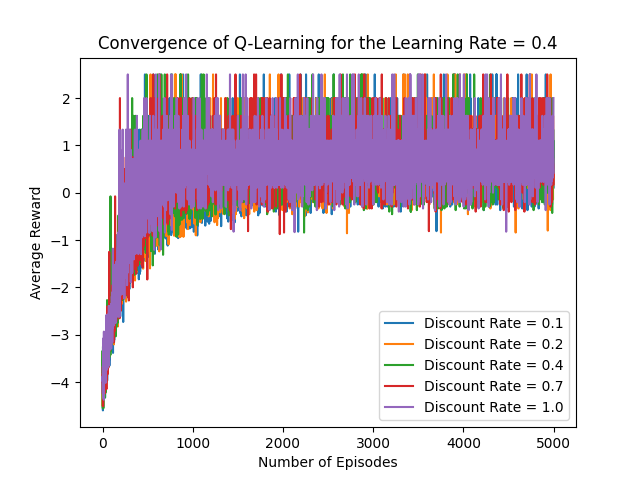 Convergence of Q-Learning for the Learning Rate = 0.4
Average Reward
2
1
0
−1
−2
−3
−4
Discount Rate = 0.1
Discount Rate = 0.2
Discount Rate = 0.4
Discount Rate = 0.7
Discount Rate = 1.0
0 1000 2000 3000 4000 5000
Number of Episodes